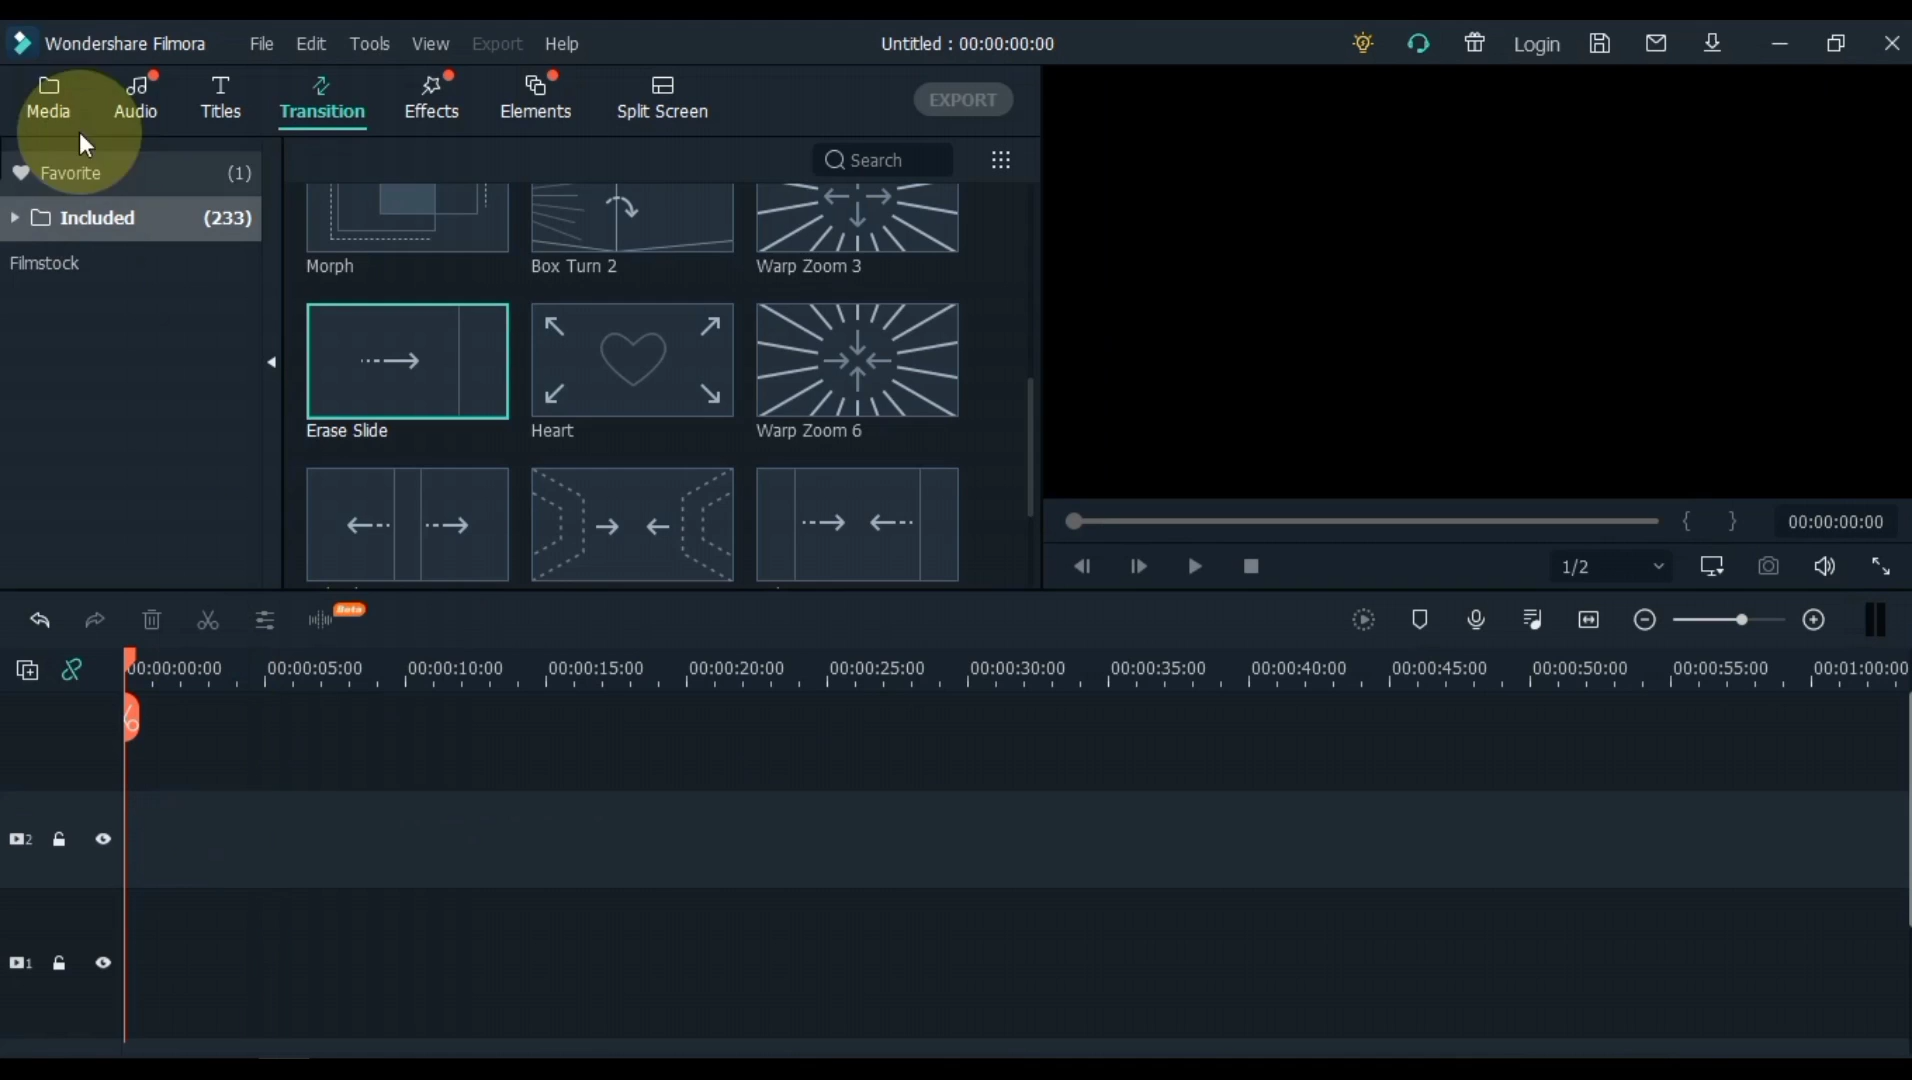 Wondershare Filmora File Edit Tools View Export Help Untitled : 00:00:00:00 Login
Media Audio Titles Transition Effects Elements Split Screen EXPORT
Favorite (1)
Search
Included (233)
Filmstock
Morph Box Turn 2 Warp Zoom 3
Erase Slide Heart Warp Zoom 6
{ } 00:00:00:00
1/2
Beta
00:00:00:00 00:00:05:00 00:00:10:00 00:00:15:00 00:00:20:00 00:00:25:00 00:00:30:00 00:00:35:00 00:00:40:00 00:00:45:00 00:00:50:00 00:00:55:00 00:01:00:00
2
1